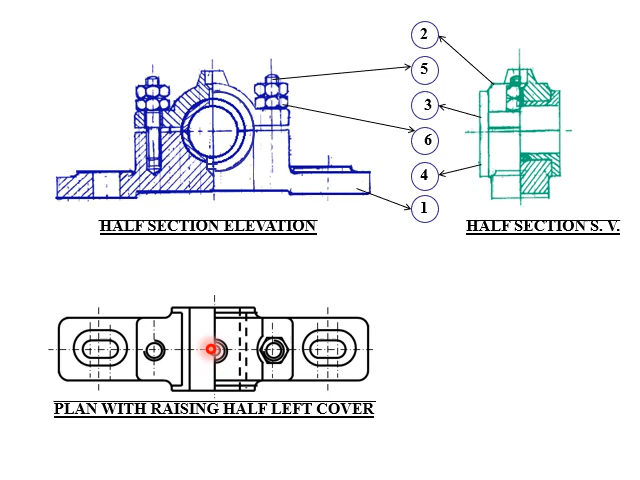 2
5
3
6
4
1
HALF SECTION ELEVATION
HALF SECTION S. V.
PLAN WITH RAISING HALF LEFT COVER